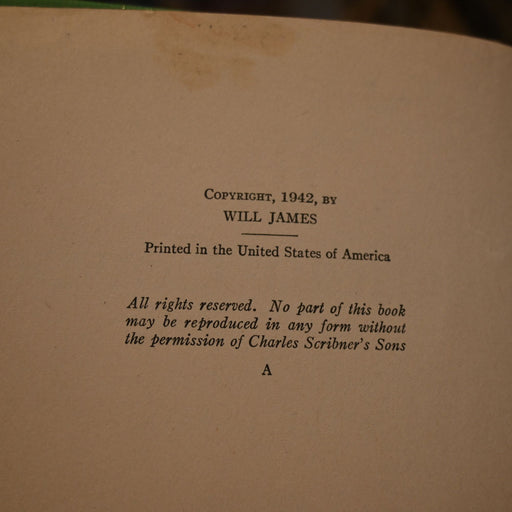 COPYRIGHT, 1942, BY
WILL JAMES
Printed in the United States of America
All rights reserved. No part of this book
may be reproduced in any form without
the permission of Charles Scribner's Sons
A